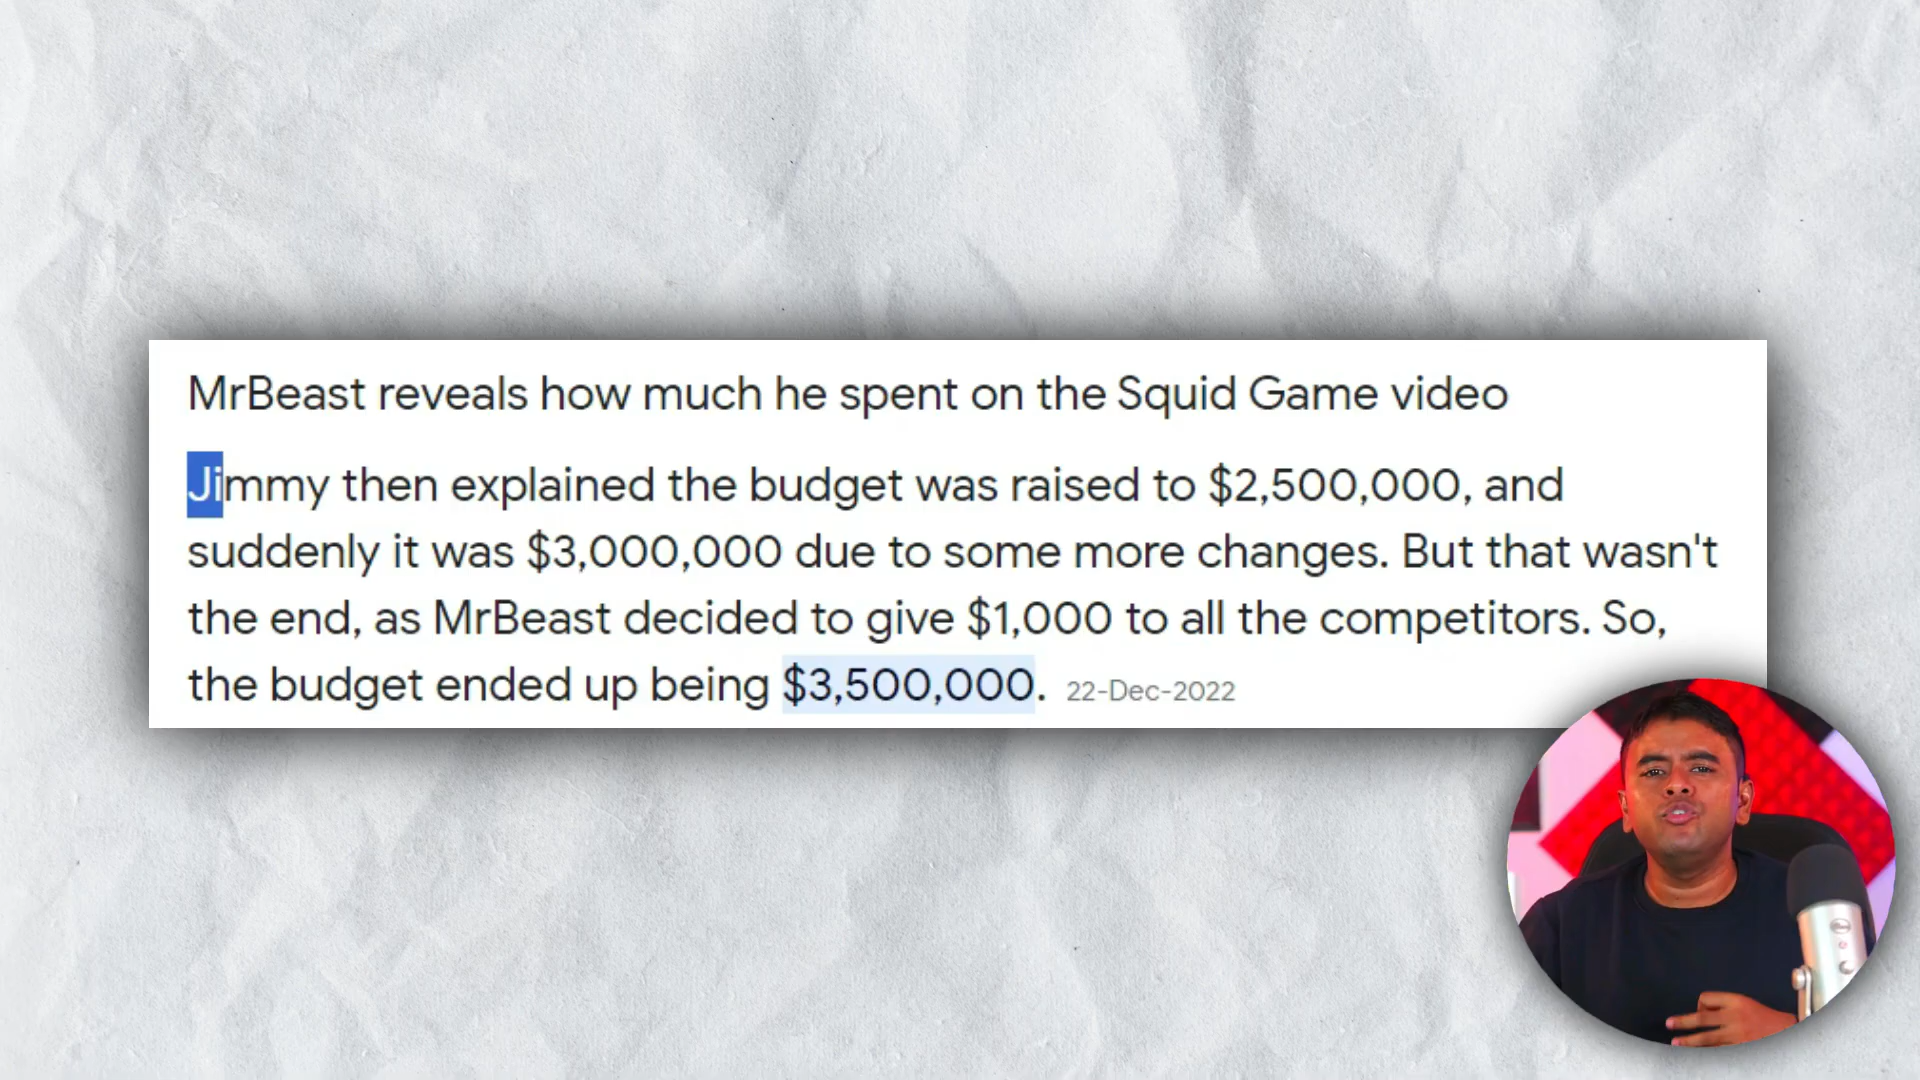 MrBeast reveals how much he spent on the Squid Game video
Jimmy then explained the budget was raised to $2,500,000, and
suddenly it was $3,000,000 due to some more changes. But that wasn't
the end, as MrBeast decided to give $1,000 to all the competitors. So,
the budget ended up being $3,500,000. 22-Dec-2022